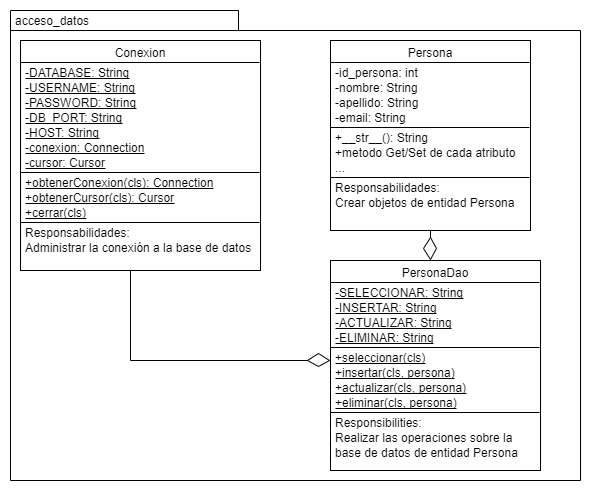 acceso_datos
Conexion
-DATABASE: String
-USERNAME: String
-PASSWORD: String
-DB_PORT: String
-HOST: String
-conexion: Connection
-cursor: Cursor
+obtenerConexion(cls): Connection
+obtenerCursor(cls): Cursor
+cerrar(cls)
Responsabilidades:
Administrar la conexión a la base de datos
Persona
-id_persona: int
-nombre: String
-apellido: String
-email: String
+__str__(): String
+metodo Get/Set de cada atributo
...
Responsabilidades:
Crear objetos de entidad Persona
PersonaDao
-SELECCIONAR: String
-INSERTAR: String
-ACTUALIZAR: String
-ELIMINAR: String
+seleccionar(cls)
+insertar(cls, persona)
+actualizar(cls, persona)
+eliminar(cls, persona)
Responsibilities:
Realizar las operaciones sobre la
base de datos de entidad Persona